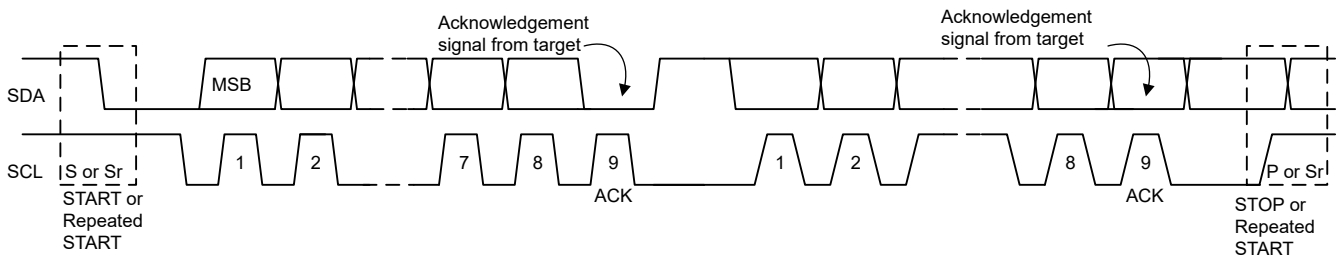 Acknowledgement
signal from target
Acknowledgement
signal from target
SDA
MSB
SCL
S or Sr
1
2
7
8
9
1
2
8
9
P or Sr
ACK
ACK
START or
Repeated
START
STOP or
Repeated
START